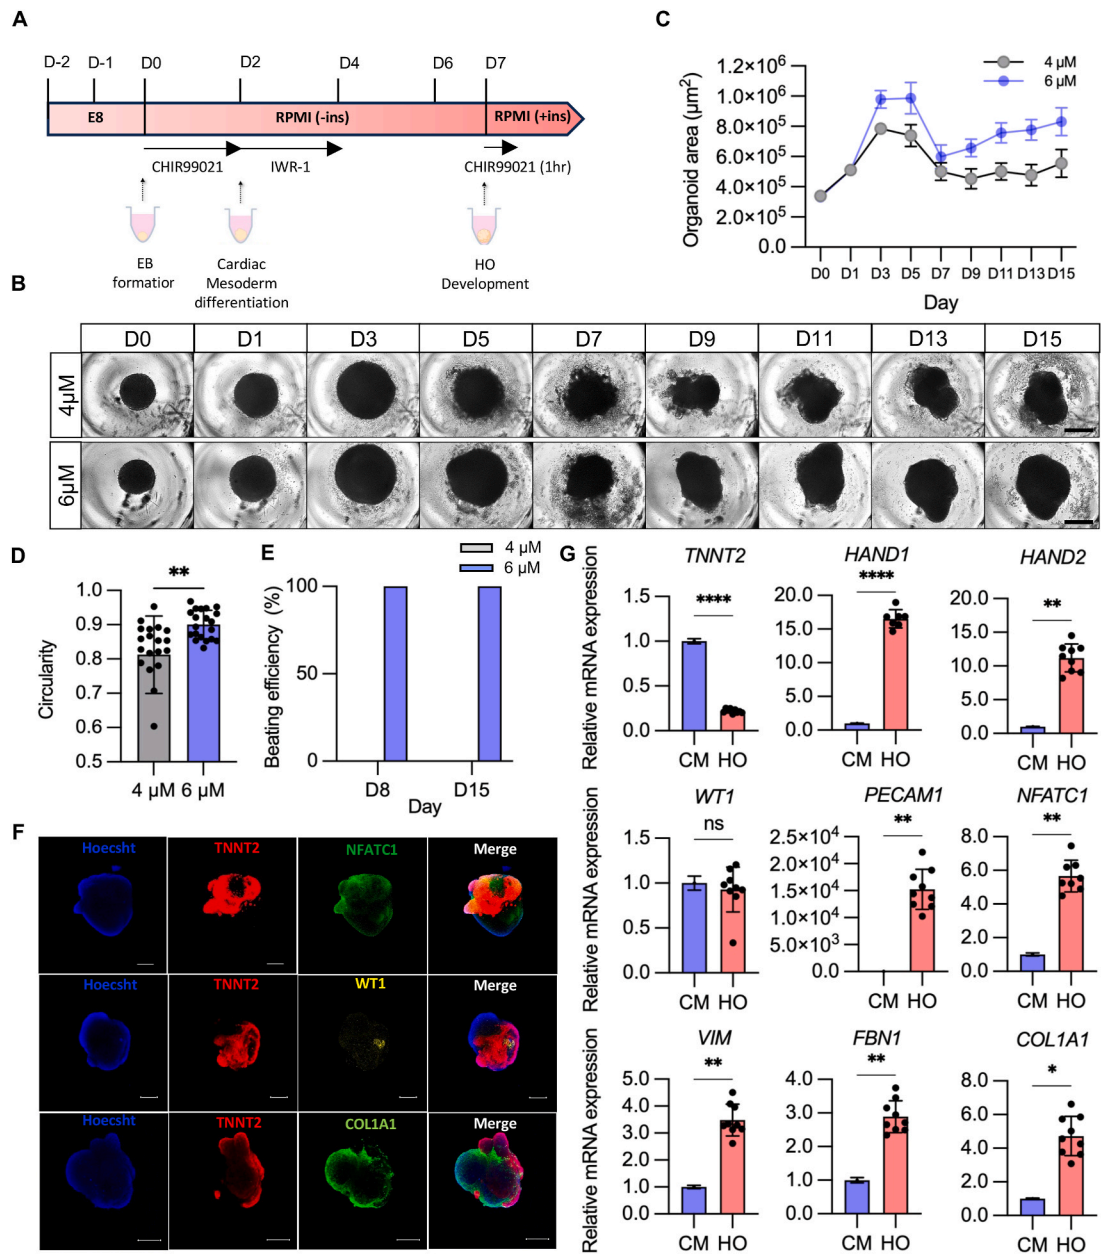 A
D-2 D-1 D0 D2 D4 D6 D7
E8 RPMI (-ins) RPMI (+ins)
CHIR99021 IWR-1 CHIR99021 (1hr)
EB
formatior
Cardiac
Mesoderm
differentiation
HO
Development
C
4 µM
6 µM
Organoid area (µm²)
1.2×10⁶
1.0×10⁶
8.0×10⁵
6.0×10⁵
4.0×10⁵
2.0×10⁵
0.0
D0 D1 D3 D5 D7 D9 D11 D13 D15
Day
B
D0 D1 D3 D5 D7 D9 D11 D13 D15
4µM
6µM
D
**
Circularity
1.0
0.9
0.8
0.7
0.6
0.5
4 µM 6 µM
E
4 µM
6 µM
Beating efficiency (%)
100
50
0
D8 D15
Day
F
Hoecsht TNNT2 NFATC1 Merge
Hoecsht TNNT2 WT1 Merge
Hoecsht TNNT2 COL1A1 Merge
G
Relative mRNA expression
TNNT2
****
1.5
1.0
0.5
0.0
CM HO
HAND1
****
20.0
15.0
10.0
5.0
0.0
CM HO
HAND2
**
20.0
15.0
10.0
5.0
0.0
CM HO
Relative mRNA expression
WT1
ns
1.5
1.0
0.5
0.0
CM HO
PECAM1
**
2.5×10⁴
2.0×10⁴
1.5×10⁴
1.0×10⁴
5.0×10³
0.0
CM HO
NFATC1
**
8.0
6.0
4.0
2.0
0.0
CM HO
Relative mRNA expression
VIM
**
5.0
4.0
3.0
2.0
1.0
0.0
CM HO
FBN1
**
4.0
3.0
2.0
1.0
0.0
CM HO
COL1A1
*
8.0
6.0
4.0
2.0
0.0
CM HO